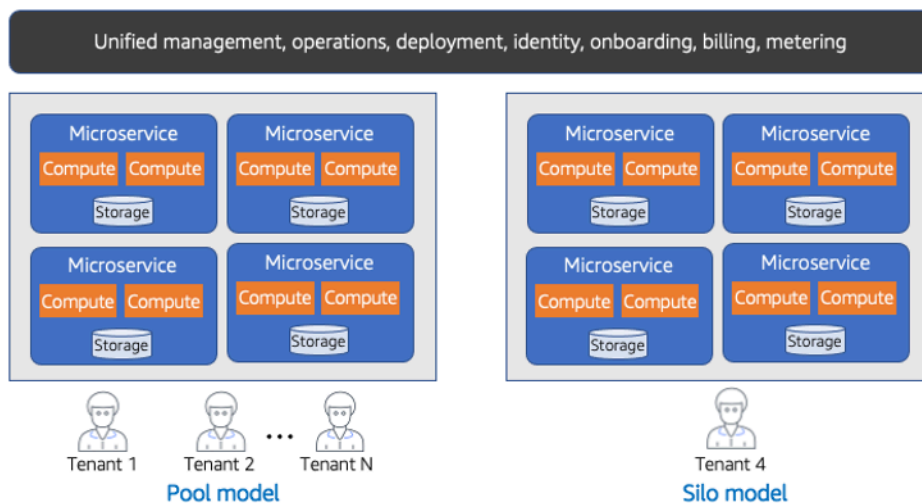 Unified management, operations, deployment, identity, onboarding, billing, metering
Microservice
Compute Compute
Storage
Microservice
Compute Compute
Storage
Microservice
Compute Compute
Storage
Microservice
Compute Compute
Storage
Tenant 1
Tenant 2
...
Tenant N
Pool model
Microservice
Compute Compute
Storage
Microservice
Compute Compute
Storage
Microservice
Compute Compute
Storage
Microservice
Compute Compute
Storage
Tenant 4
Silo model